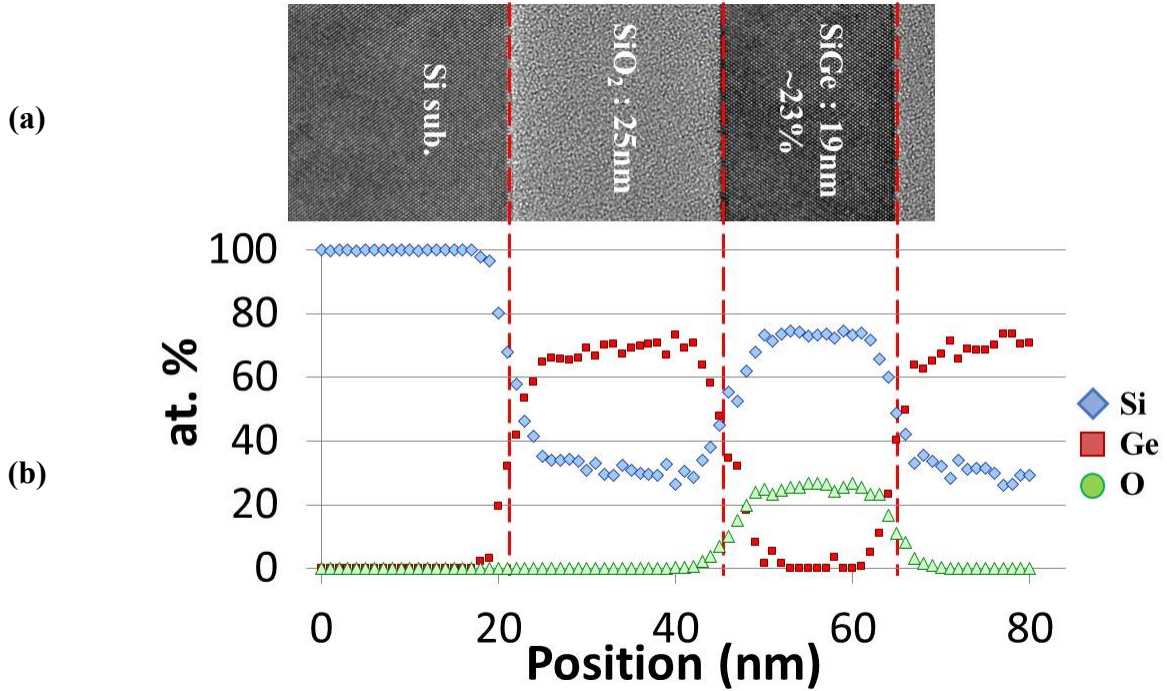 (a)
Si sub.
SiO₂ : 25nm
SiGe : 19nm
~23%
(b)
at. %
100
80
60
40
20
0
0 20 40 60 80
Position (nm)
Si
Ge
O